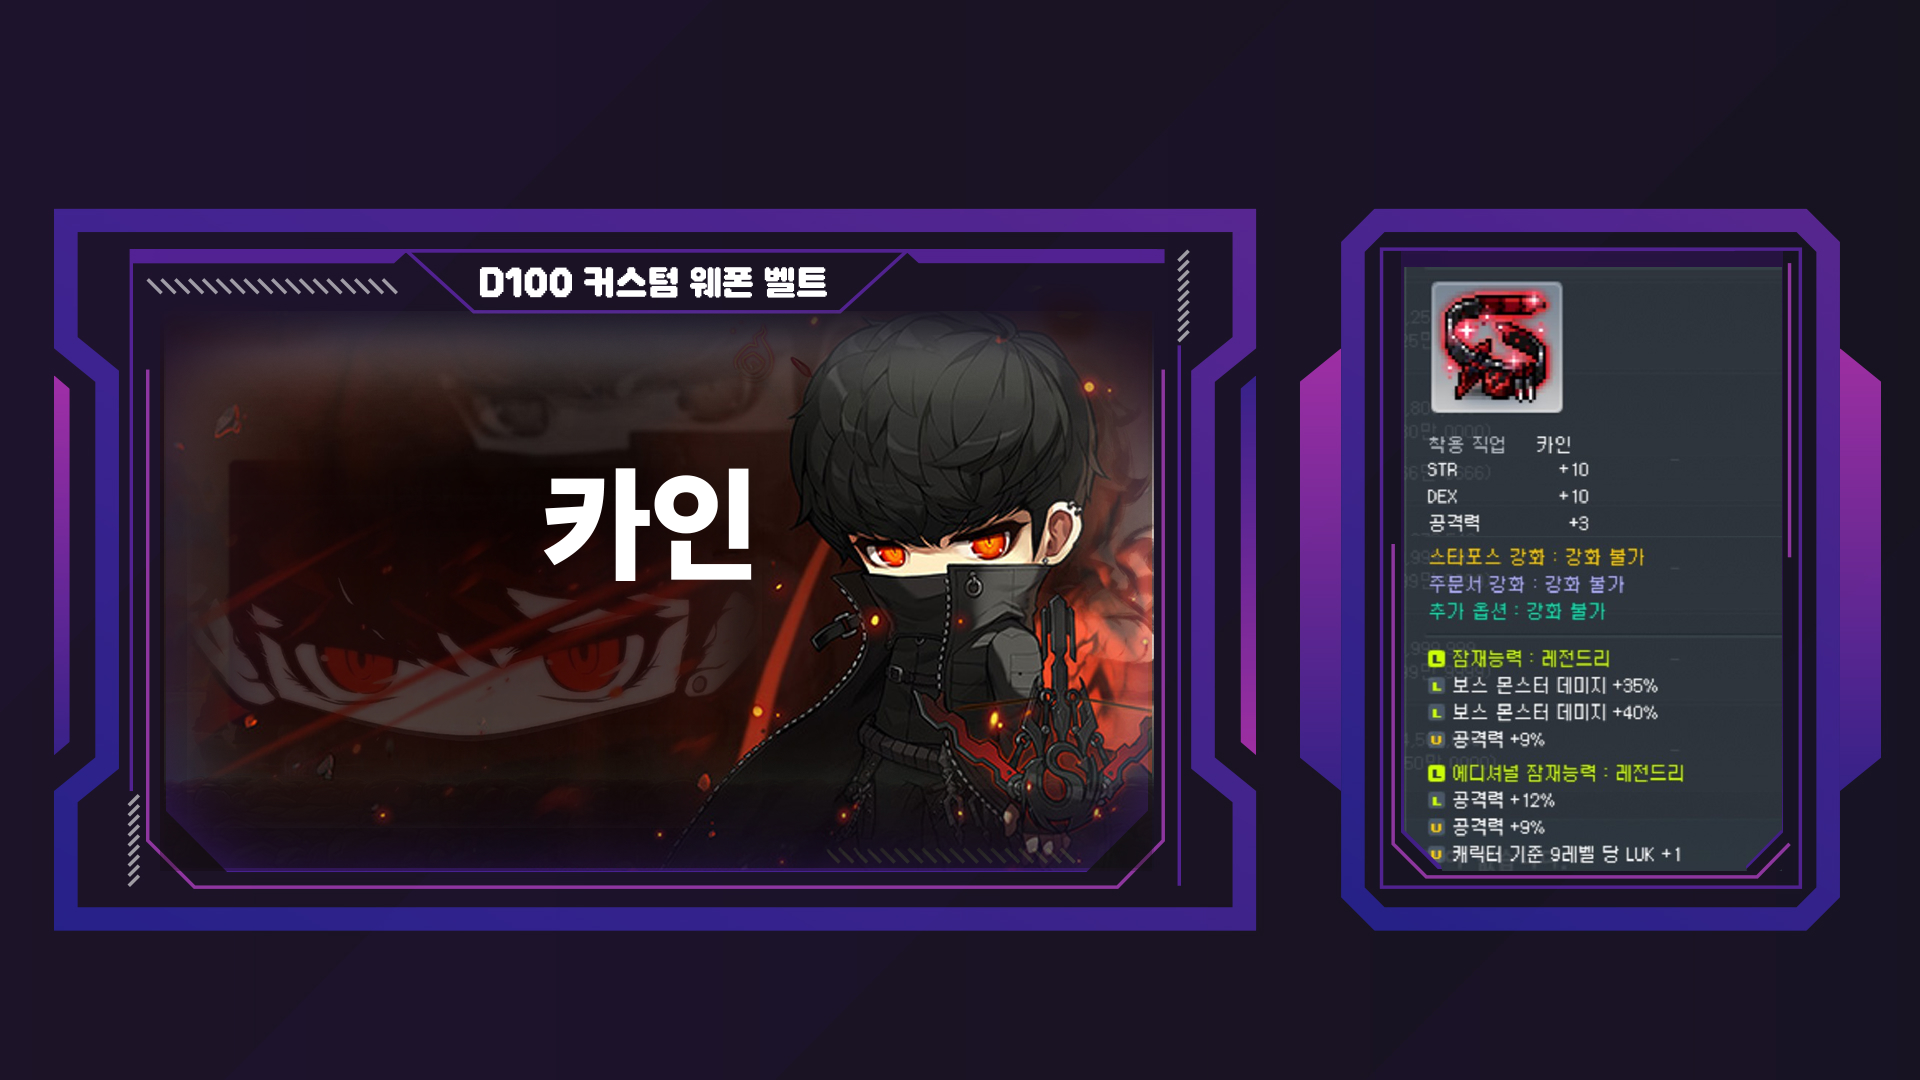 D100 커스텀 웨폰 벨트
카인
착용 직업 카인
STR +10
DEX +10
공격력 +3
스타포스 강화 : 강화 불가
주문서 강화 : 강화 불가
추가 옵션 : 강화 불가
L 잠재능력 : 레전드리
L 보스 몬스터 데미지 +35%
L 보스 몬스터 데미지 +40%
U 공격력 +9%
L 에디셔널 잠재능력 : 레전드리
L 공격력 +12%
U 공격력 +9%
U 캐릭터 기준 9레벨 당 LUK +1